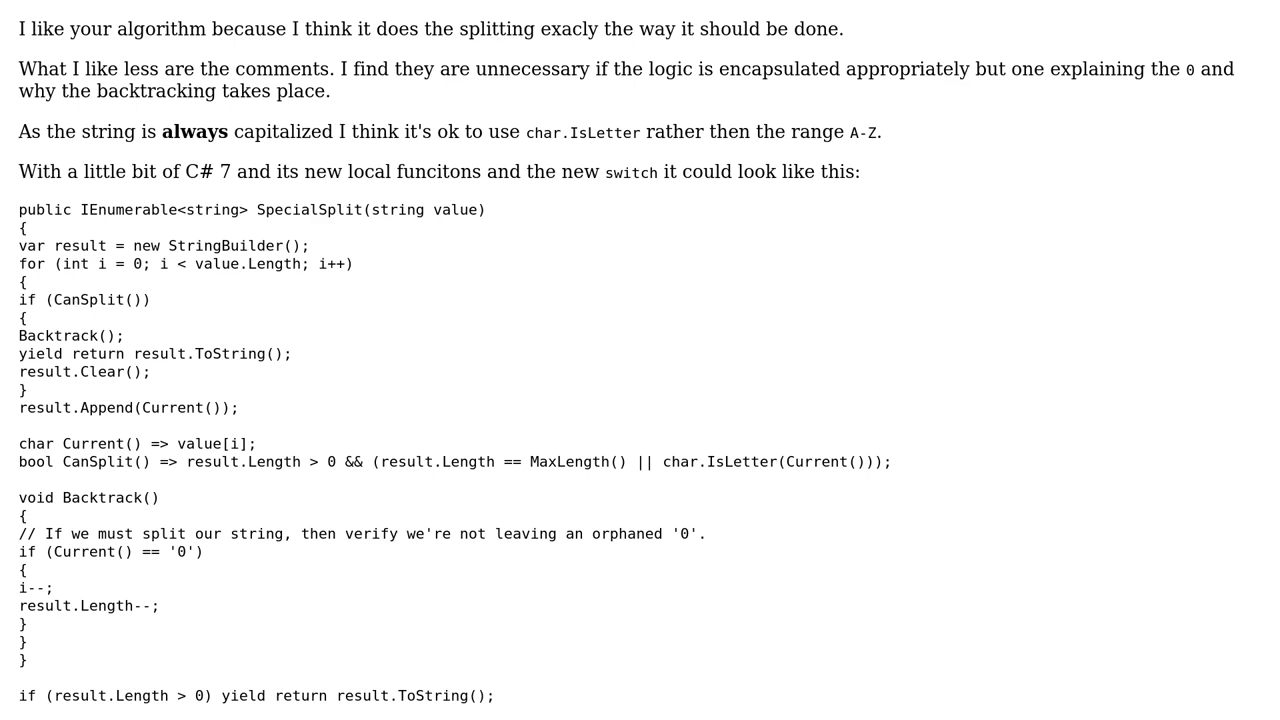 I like your algorithm because I think it does the splitting exacly the way it should be done.
What I like less are the comments. I find they are unnecessary if the logic is encapsulated appropriately but one explaining the 0 and
why the backtracking takes place.
As the string is always capitalized I think it's ok to use char.IsLetter rather then the range A-Z.
With a little bit of C# 7 and its new local funcitons and the new switch it could look like this:
public IEnumerable<string> SpecialSplit(string value)
{
var result = new StringBuilder();
for (int i = 0; i < value.Length; i++)
{
if (CanSplit())
{
Backtrack();
yield return result.ToString();
result.Clear();
}
result.Append(Current());

char Current() => value[i];
bool CanSplit() => result.Length > 0 && (result.Length == MaxLength() || char.IsLetter(Current()));

void Backtrack()
{
// If we must split our string, then verify we're not leaving an orphaned '0'.
if (Current() == '0')
{
i--;
result.Length--;
}
}
}

if (result.Length > 0) yield return result.ToString();